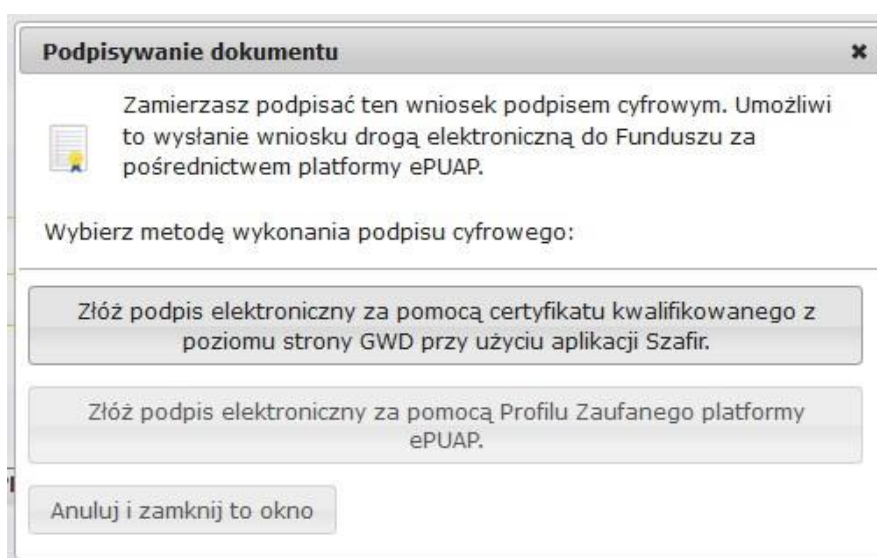 Podpisywanie dokumentu
Zamierzasz podpisać ten wniosek podpisem cyfrowym. Umożliwi
to wysłanie wniosku drogą elektroniczną do Funduszu za
pośrednictwem platformy ePUAP.
Wybierz metodę wykonania podpisu cyfrowego:
Złóż podpis elektroniczny za pomocą certyfikatu kwalifikowanego z
poziomu strony GWD przy użyciu aplikacji Szafir.
Złóż podpis elektroniczny za pomocą Profilu Zaufanego platformy
ePUAP.
Anuluj i zamknij to okno